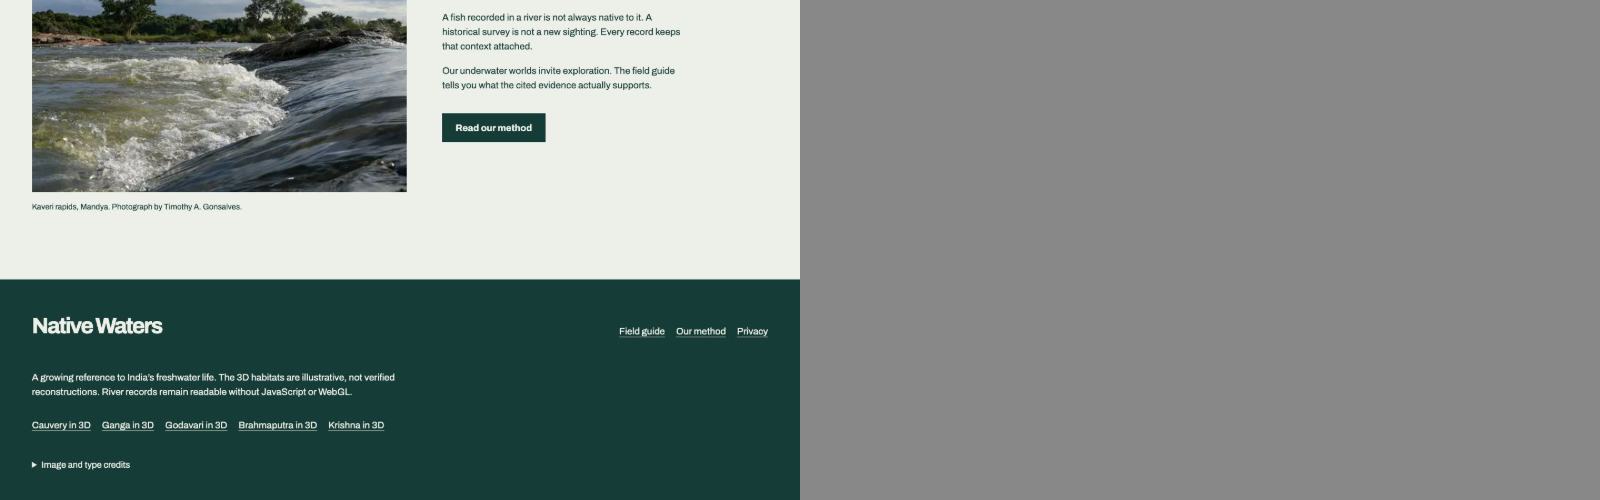 A fish recorded in a river is not always native to it. A
historical survey is not a new sighting. Every record keeps
that context attached.
Our underwater worlds invite exploration. The field guide
tells you what the cited evidence actually supports.
Read our method
Kaveri rapids, Mandya. Photograph by Timothy A. Gonsalves.
Native Waters
Field guide Our method Privacy
A growing reference to India's freshwater life. The 3D habitats are illustrative, not verified
reconstructions. River records remain readable without JavaScript or WebGL.
Cauvery in 3D Ganga in 3D Godavari in 3D Brahmaputra in 3D Krishna in 3D
Image and type credits